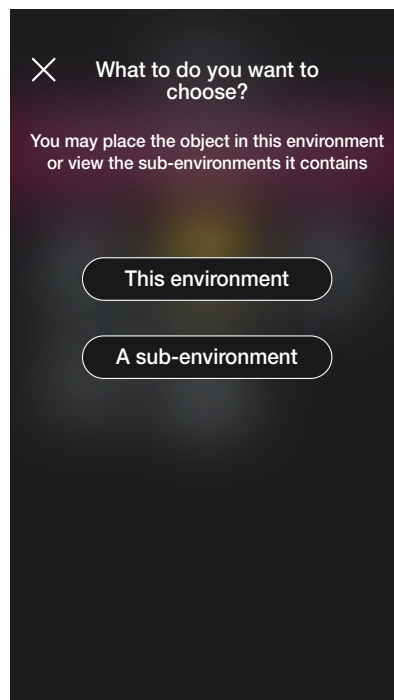 What to do you want to
choose?
You may place the object in this environment
or view the sub-environments it contains
This environment
A sub-environment